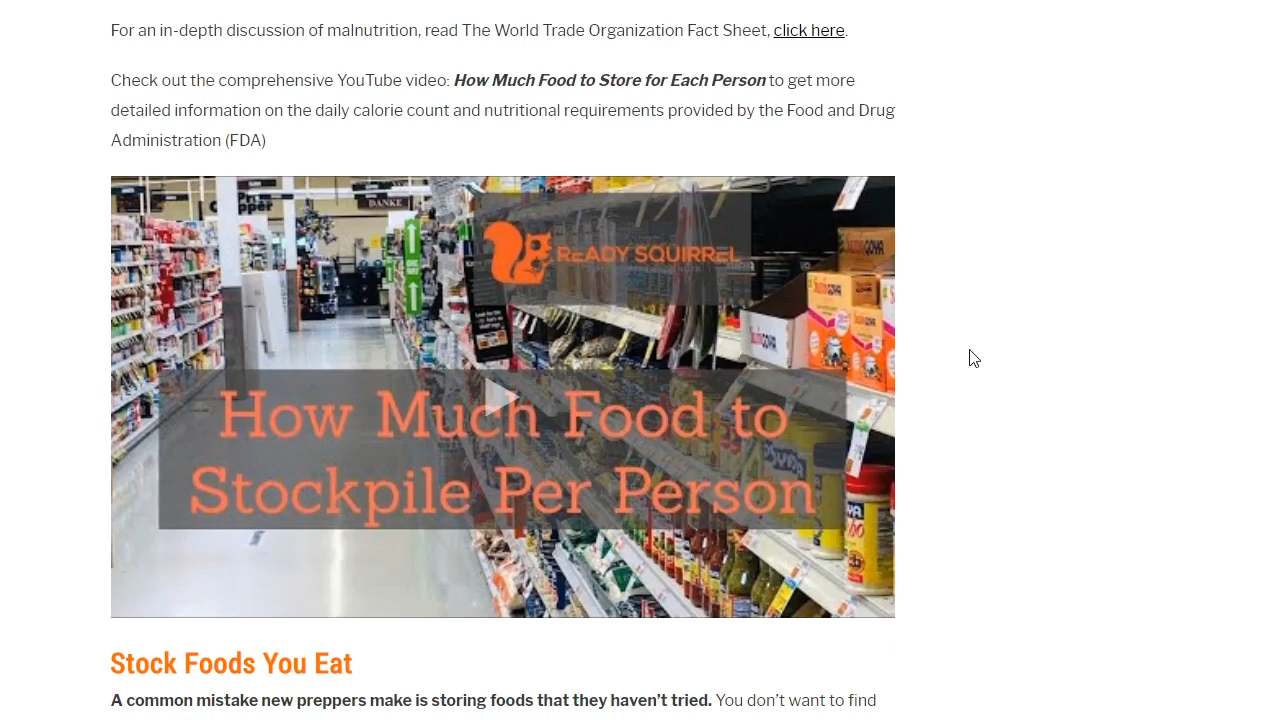 For an in-depth discussion of malnutrition, read The World Trade Organization Fact Sheet, click here.
Check out the comprehensive YouTube video: How Much Food to Store for Each Person to get more
detailed information on the daily calorie count and nutritional requirements provided by the Food and Drug
Administration (FDA)
DANKE
READY SQUIRREL
GOYA
How Much Food to
Stockpile Per Person
Stock Foods You Eat
A common mistake new preppers make is storing foods that they haven't tried. You don't want to find